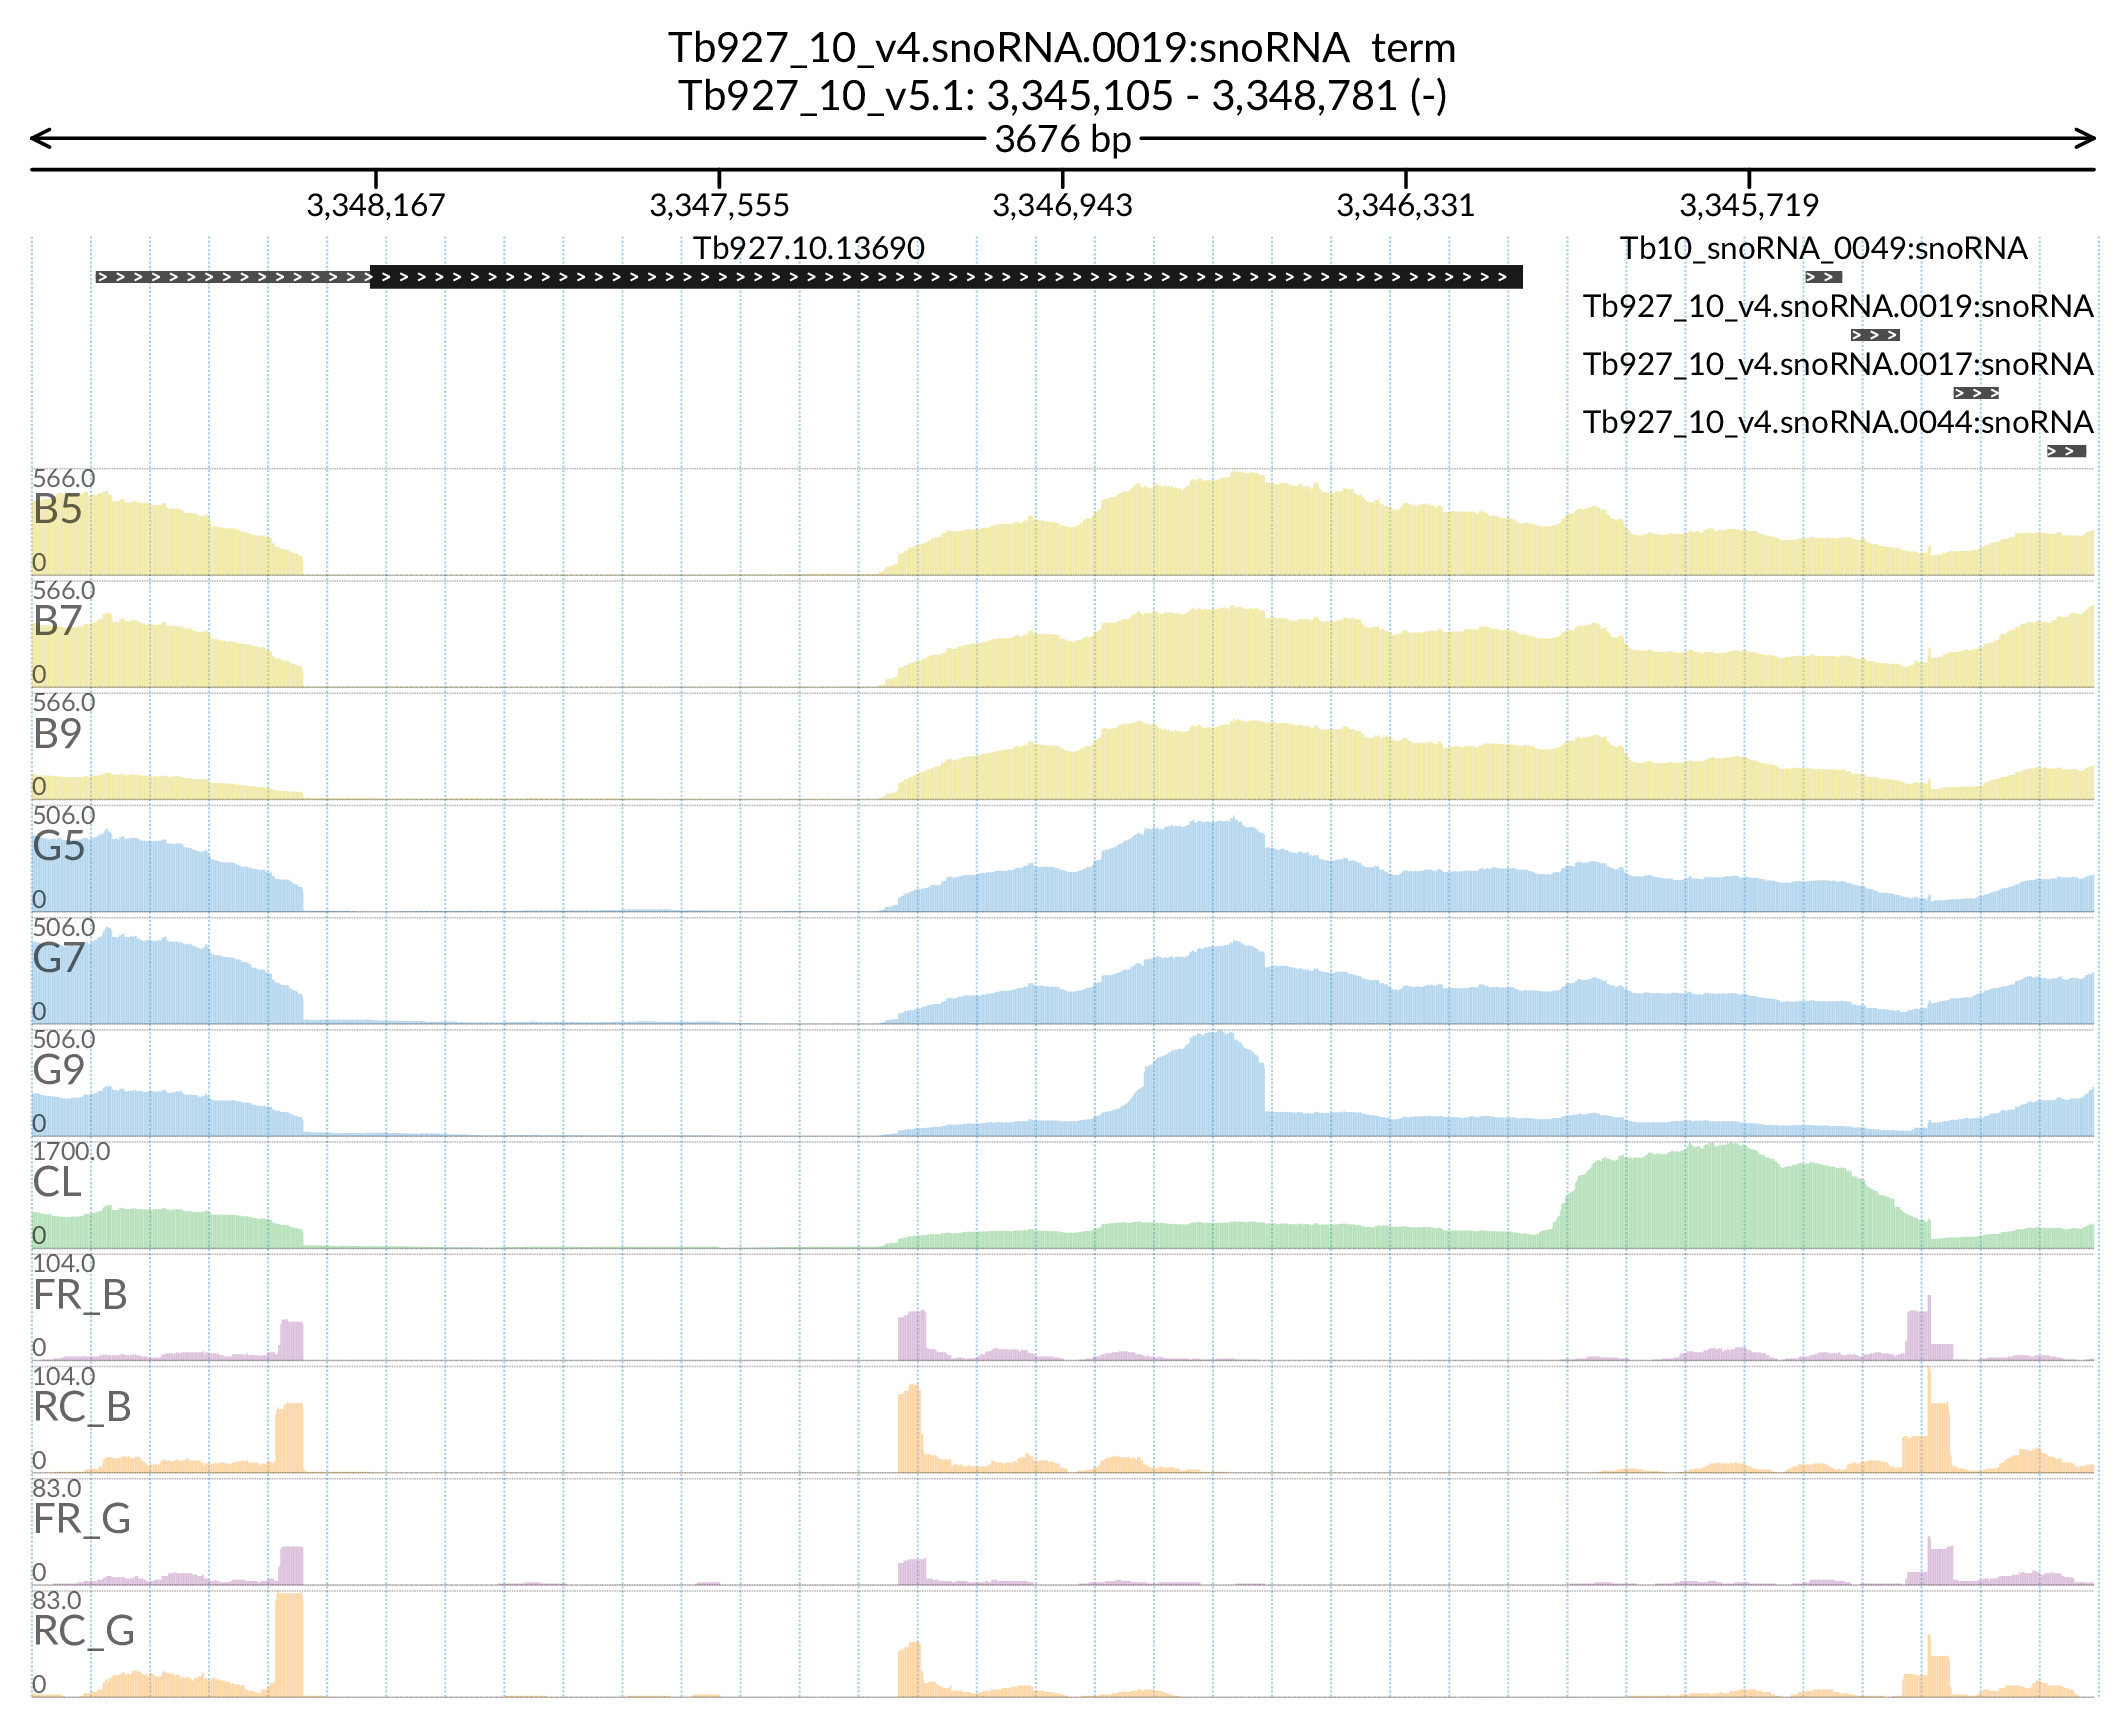 Tb927_10_v4.snoRNA.0019:snoRNA term
Tb927_10_v5.1: 3,345,105 - 3,348,781 (-)
3676 bp
3,348,167 3,347,555 3,346,943 3,346,331 3,345,719
Tb927.10.13690 Tb10_snoRNA_0049:snoRNA
Tb927_10_v4.snoRNA.0019:snoRNA
Tb927_10_v4.snoRNA.0017:snoRNA
Tb927_10_v4.snoRNA.0044:snoRNA
566.0
B5
0
566.0
B7
0
566.0
B9
0
506.0
G5
0
506.0
G7
0
506.0
G9
0
1700.0
CL
0
104.0
FR_B
0
104.0
RC_B
0
83.0
FR_G
0
83.0
RC_G
0